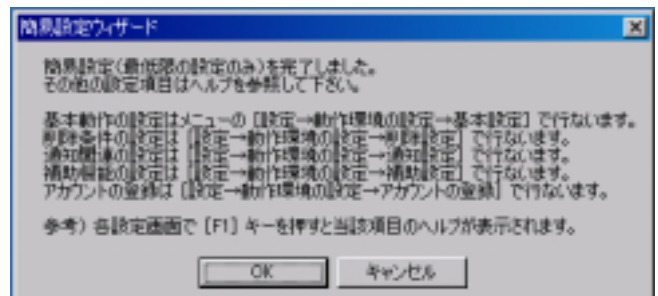 簡易設定ウィザード
簡易設定(最低限の設定のみ)を完了しました。
その他の設定項目はヘルプを参照して下さい。
基本動作の設定はメニューの [設定→動作環境の設定→基本設定] で行ないます。
削除条件の設定は [設定→動作環境の設定→削除設定] で行ないます。
通知関連の設定は [設定→動作環境の設定→通知設定] で行ないます。
補助機能の設定は [設定→動作環境の設定→補助設定] で行ないます。
アカウントの登録は [設定→動作環境の設定→アカウントの登録] で行ないます。
参考) 各設定画面で [F1] キーを押すと当該項目のヘルプが表示されます。
OK
キャンセル